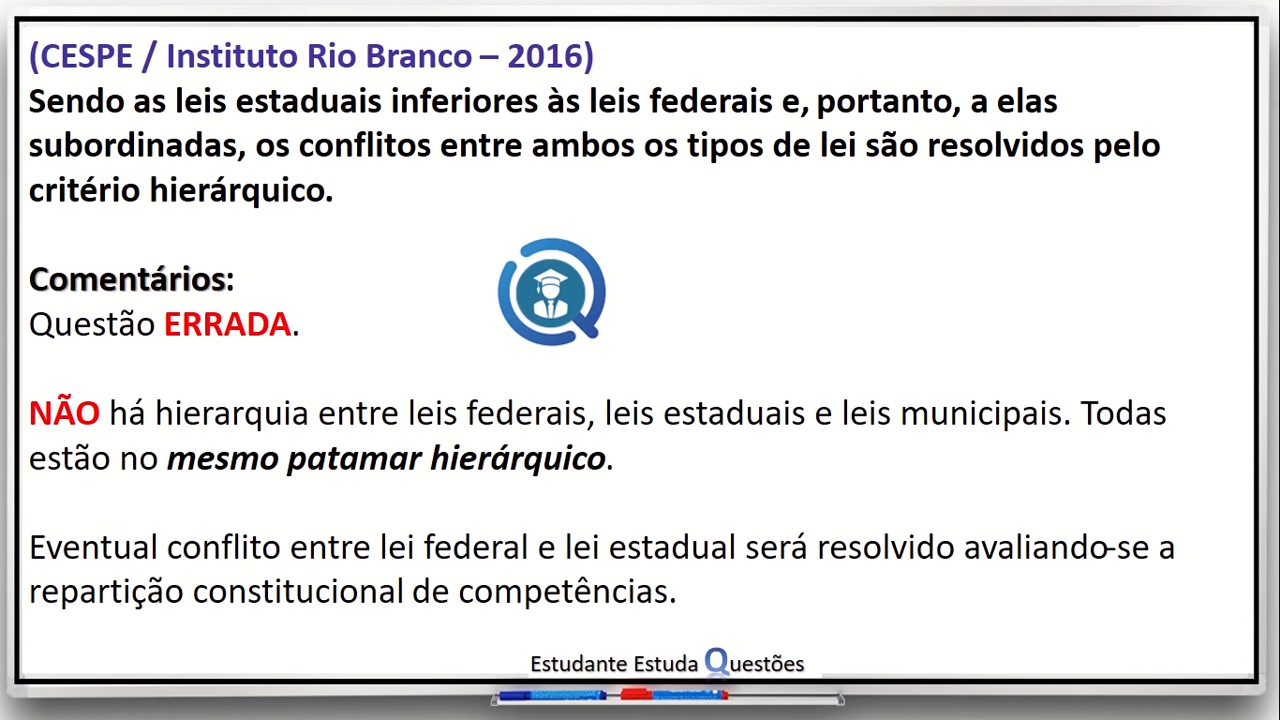 (CESPE / Instituto Rio Branco – 2016)
Sendo as leis estaduais inferiores às leis federais e, portanto, a elas
subordinadas, os conflitos entre ambos os tipos de lei são resolvidos pelo
critério hierárquico.
Comentários:
Questão ERRADA.
NÃO há hierarquia entre leis federais, leis estaduais e leis municipais. Todas
estão no mesmo patamar hierárquico.
Eventual conflito entre lei federal e lei estadual será resolvido avaliando-se a
repartição constitucional de competências.
Estudante Estuda Questões